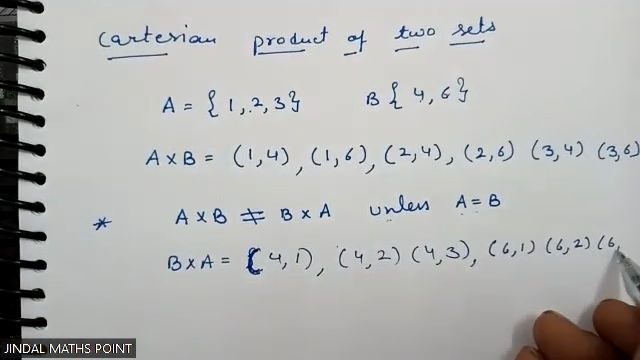 Carterian product of two sets
A = { 1, 2, 3} B { 4, 6}
A × B = (1, 4), (1, 6), (2, 4), (2, 6) (3, 4) (3, 6)
* A × B ≠ B × A unless A = B
B × A = (4, 1), (4, 2) (4, 3), (6, 1) (6, 2) (6,
JINDAL MATHS POINT